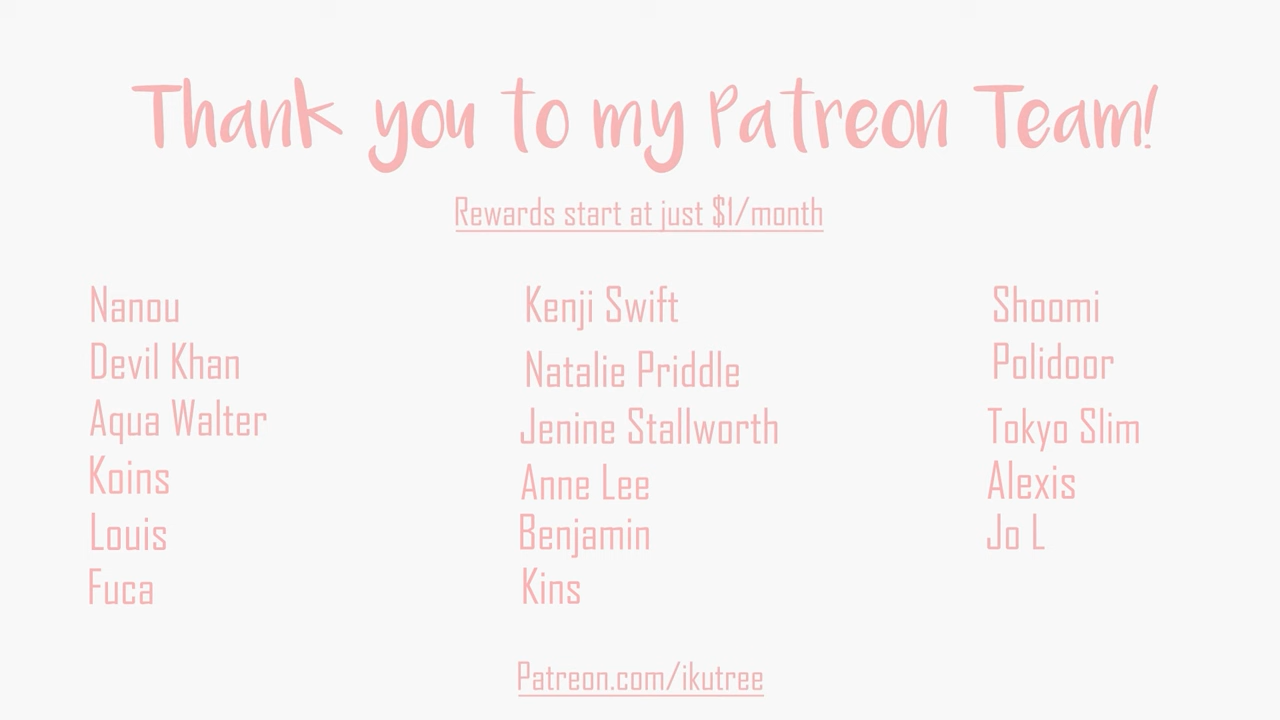 Thank you to my Patreon Team!
Rewards start at just $1/month
Nanou
Devil Khan
Aqua Walter
Koins
Louis
Fuca
Kenji Swift
Natalie Priddle
Jenine Stallworth
Anne Lee
Benjamin
Kins
Shoomi
Polidoor
Tokyo Slim
Alexis
Jo L
Patreon.com/ikutree